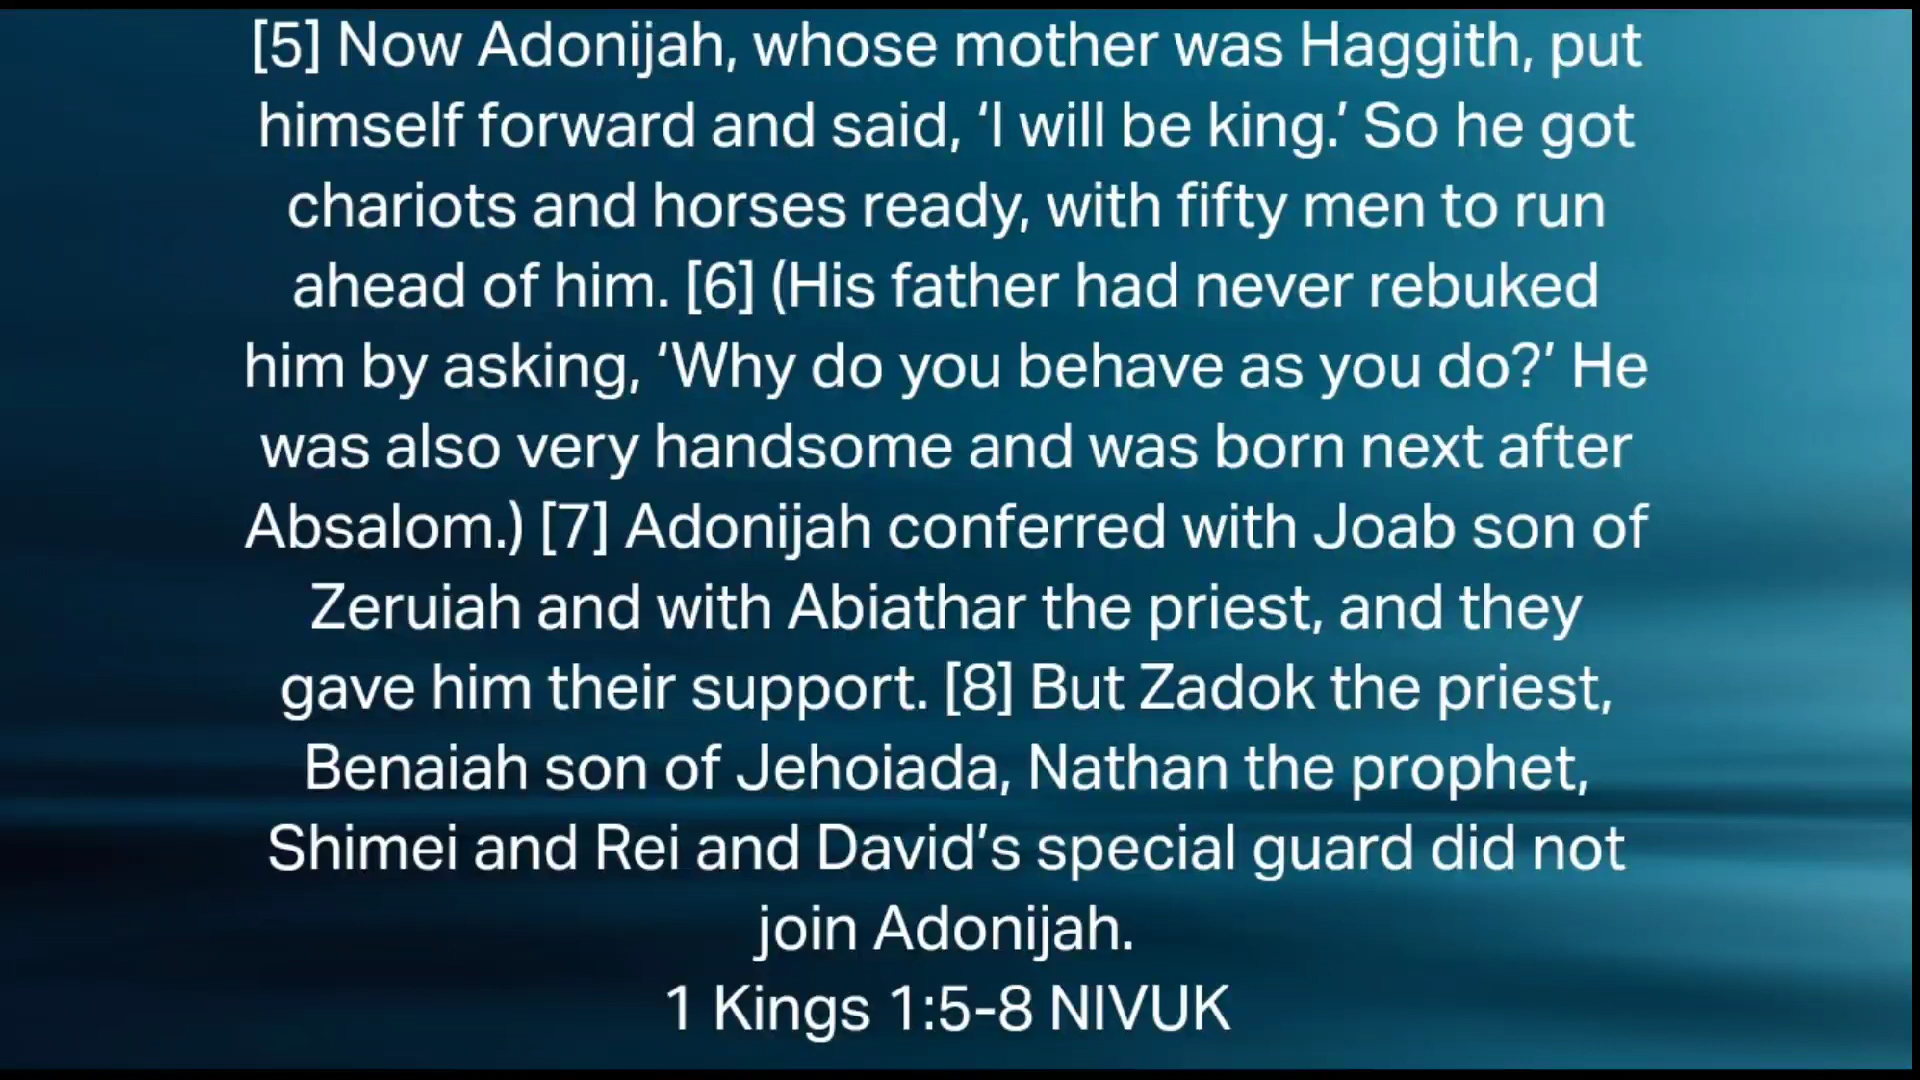 [5] Now Adonijah, whose mother was Haggith, put
himself forward and said, ‘I will be king.’ So he got
chariots and horses ready, with fifty men to run
ahead of him. [6] (His father had never rebuked
him by asking, ‘Why do you behave as you do?’ He
was also very handsome and was born next after
Absalom.) [7] Adonijah conferred with Joab son of
Zeruiah and with Abiathar the priest, and they
gave him their support. [8] But Zadok the priest,
Benaiah son of Jehoiada, Nathan the prophet,
Shimei and Rei and David’s special guard did not
join Adonijah.
1 Kings 1:5-8 NIVUK